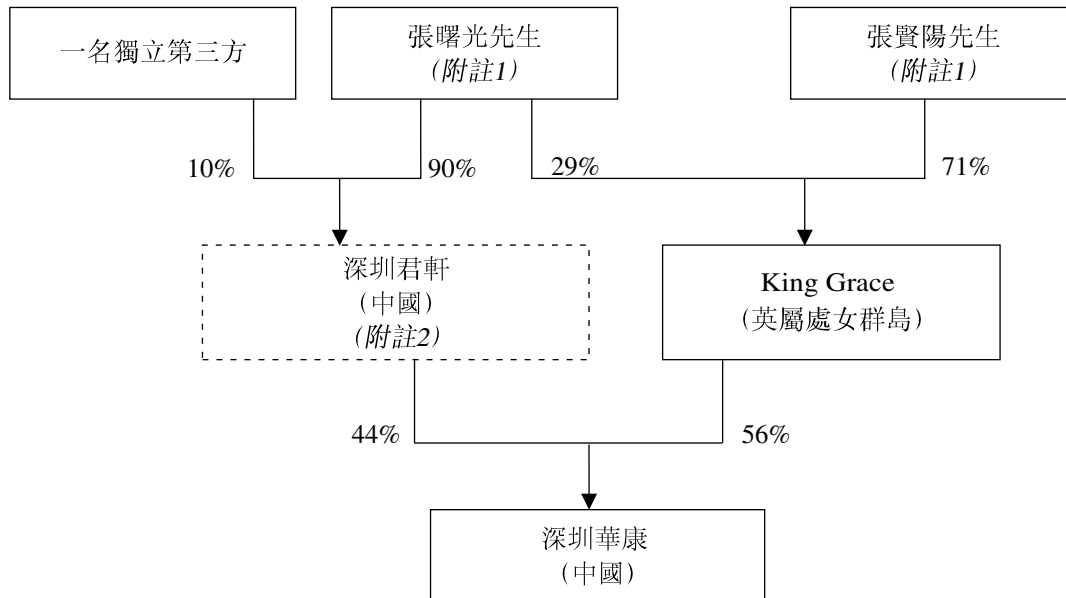 一名獨立第三方
張曙光先生
(附註1)
張賢陽先生
(附註1)
10%
90%
29%
71%
深圳君軒
(中國)
(附註2)
King Grace
(英屬處女群島)
44%
56%
深圳華康
(中國)